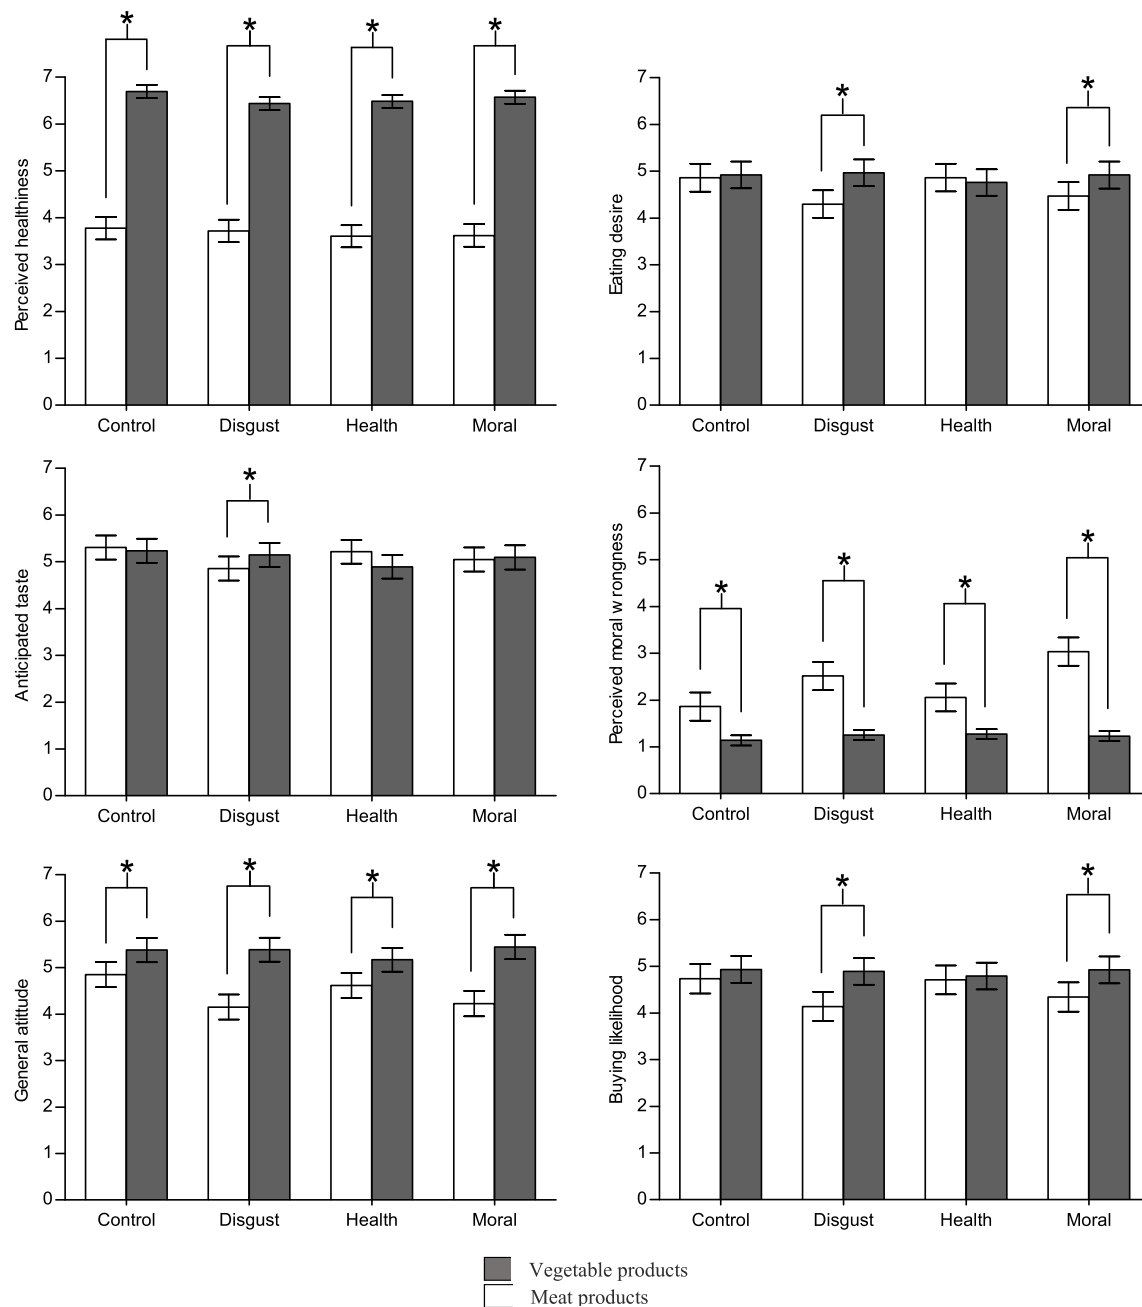 *
*
*
*
7
6
5
4
3
2
1
0
Perceived healthiness
Control
Disgust
Health
Moral
*
*
7
6
5
4
3
2
1
0
Eating desire
Control
Disgust
Health
Moral
*
7
6
5
4
3
2
1
0
Anticipated taste
Control
Disgust
Health
Moral
*
*
*
*
7
6
5
4
3
2
1
0
Perceived moral w rongness
Control
Disgust
Health
Moral
*
*
*
*
7
6
5
4
3
2
1
0
General atittude
Control
Disgust
Health
Moral
*
*
7
6
5
4
3
2
1
0
Buying likelihood
Control
Disgust
Health
Moral
Vegetable products
Meat products